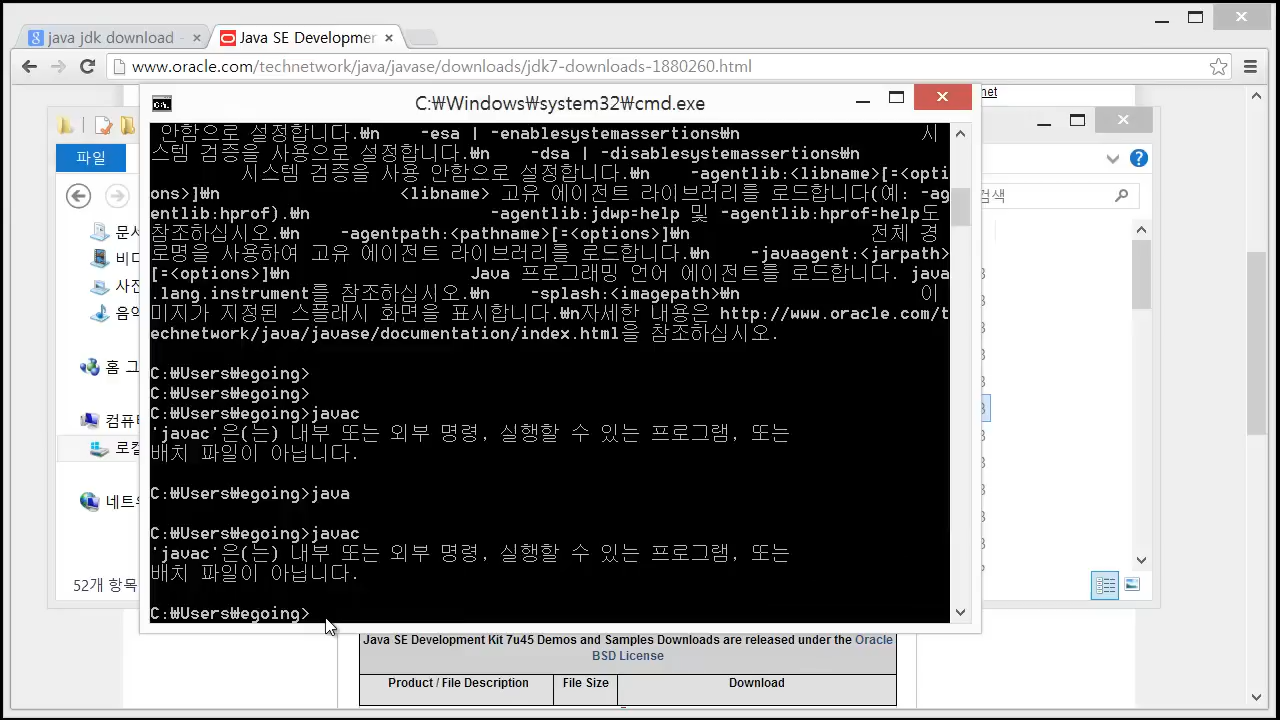 java jdk download -
Java SE Developmer
www.oracle.com/technetwork/java/javase/downloads/jdk7-downloads-1880260.html
net
C:₩Windows₩system32₩cmd.exe
파일
검색
문서
비디
사진
음악
홈 그
컴퓨터
로컬
네트워
52개 항목
안함으로 설정합니다.₩n    -esa | -enablesystemassertions₩n                  시
스템 검증을 사용으로 설정합니다.₩n    -dsa | -disablesystemassertions₩n
시스템 검증을 사용 안함으로 설정합니다.₩n    -agentlib:<libname>[=<opti
ons>]₩n                  <libname> 고유 에이전트 라이브러리를 로드합니다(예: -ag
entlib:hprof).₩n                  -agentlib:jdwp=help 및 -agentlib:hprof=help도
참조하십시오.₩n    -agentpath:<pathname>[=<options>]₩n                  전체 경
로명을 사용하여 고유 에이전트 라이브러리를 로드합니다.₩n    -javaagent:<jarpath>
[=<options>]₩n                  Java 프로그래밍 언어 에이전트를 로드합니다. java
.lang.instrument를 참조하십시오.₩n    -splash:<imagepath>₩n                  이
미지가 지정된 스플래시 화면을 표시합니다.₩n자세한 내용은 http://www.oracle.com/t
echnetwork/java/javase/documentation/index.html을 참조하십시오.
C:₩Users₩egoing>
C:₩Users₩egoing>
C:₩Users₩egoing>javac
'javac'은(는) 내부 또는 외부 명령, 실행할 수 있는 프로그램, 또는
배치 파일이 아닙니다.
C:₩Users₩egoing>java
C:₩Users₩egoing>javac
'javac'은(는) 내부 또는 외부 명령, 실행할 수 있는 프로그램, 또는
배치 파일이 아닙니다.
C:₩Users₩egoing>
Java SE Development Kit 7u45 Demos and Samples Downloads are released under the Oracle
BSD License
Product / File Description File Size Download